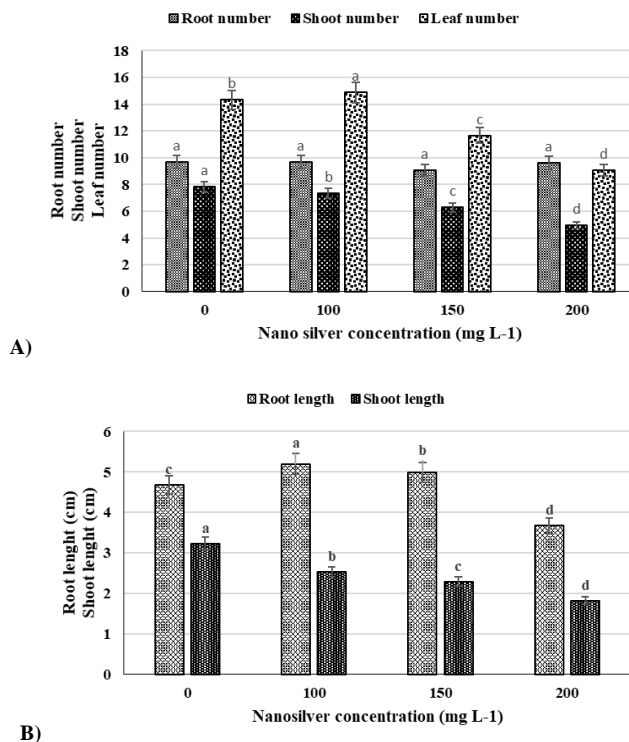 Root number Shoot number Leaf number
Root number
Shoot number
Leaf number
18
16
14
12
10
8
6
4
2
0
a a b
a b a
a c c
a d d
0 100 150 200
Nano silver concentration (mg L-1)
A)
Root length Shoot length
Root lenght (cm)
Shoot lenght (cm)
6
5
4
3
2
1
0
c a
a b
b c
d d
0 100 150 200
Nanosilver concentration (mg L-1)
B)